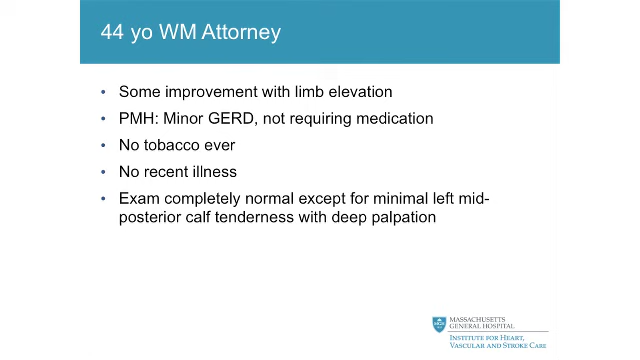 44 yo WM Attorney
• Some improvement with limb elevation
• PMH: Minor GERD, not requiring medication
• No tobacco ever
• No recent illness
• Exam completely normal except for minimal left mid-
posterior calf tenderness with deep palpation
MASSACHUSETTS
GENERAL HOSPITAL
INSTITUTE FOR HEART,
VASCULAR AND STROKE CARE